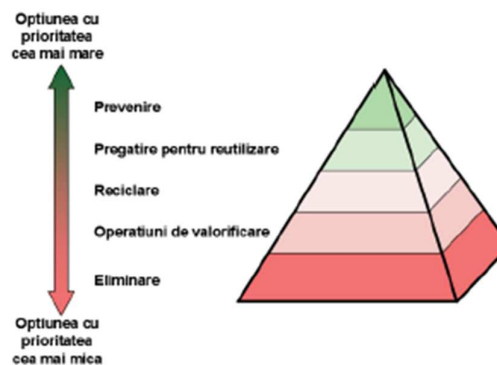 Optiunea cu
prioritatea
cea mai mare
Prevenire
Pregatire pentru reutilizare
Reciclare
Operatiuni de valorificare
Eliminare
Optiunea cu
prioritatea
cea mai mica